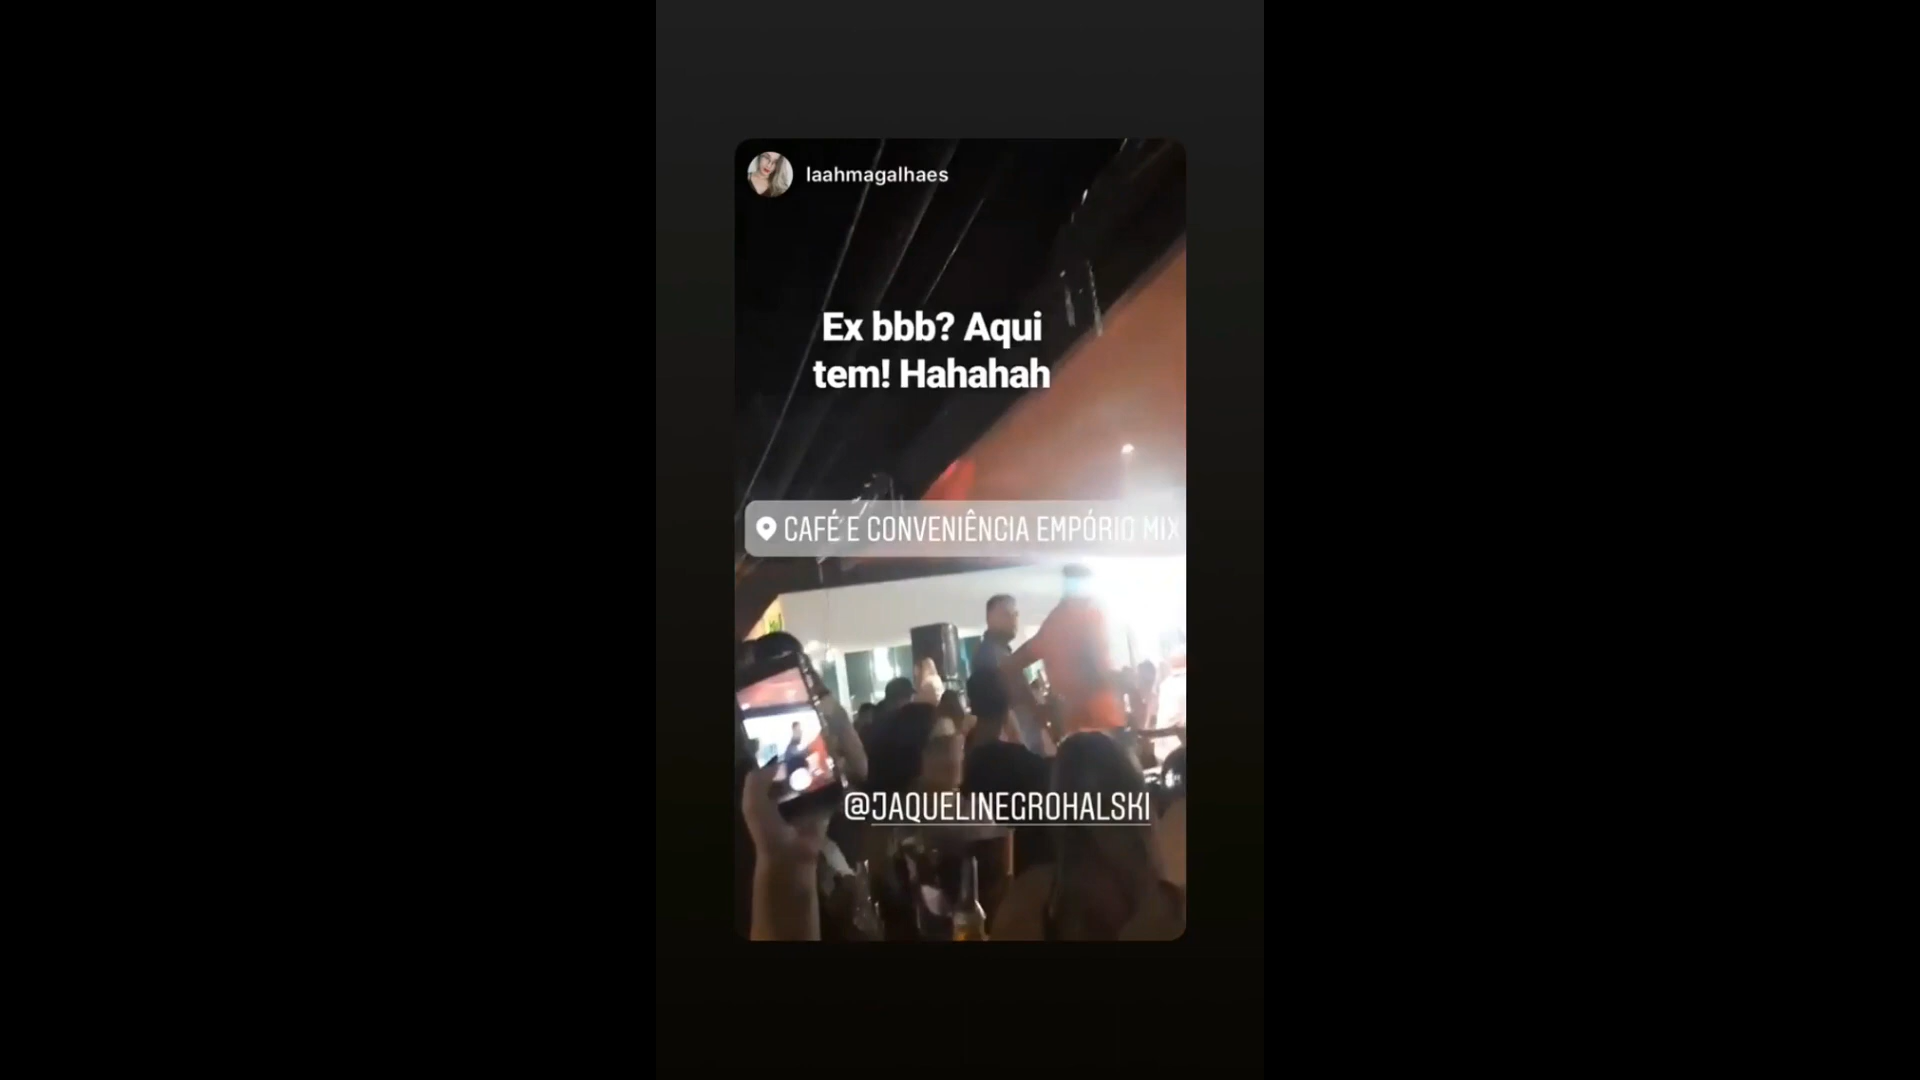 laahmagalhaes
Ex bbb? Aqui
tem! Hahahah
CAFÉ E CONVENIÊNCIA EMPÓRIO MIX
@JAQUELINEGROHALSKI